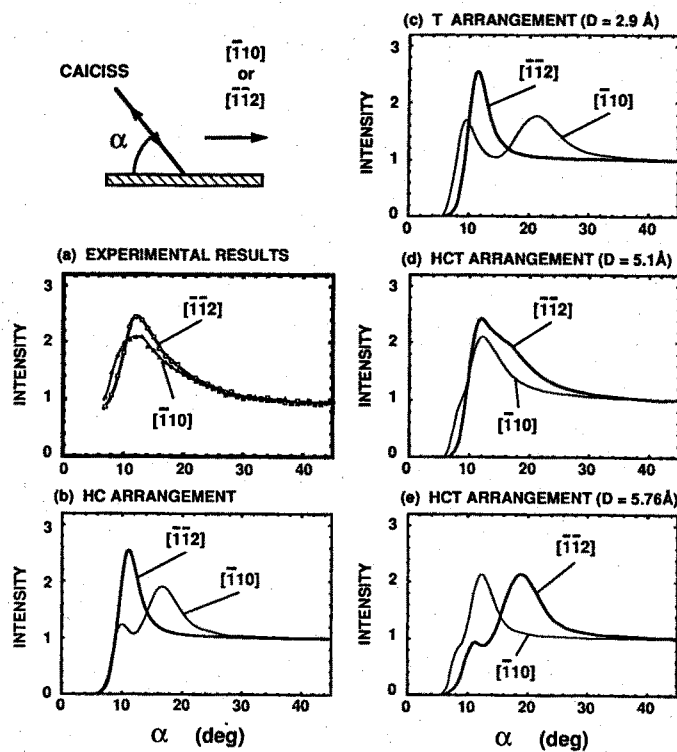 CAICISS
α
[1̄10]
or
[1̄1̄2]
(a) EXPERIMENTAL RESULTS
INTENSITY
3
2
1
0
[1̄1̄2]
[1̄10]
0 10 20 30 40
(b) HC ARRANGEMENT
INTENSITY
3
2
1
0
[1̄1̄2]
[1̄10]
0 10 20 30 40
α (deg)
(c) T ARRANGEMENT (D = 2.9 Å)
INTENSITY
3
2
1
0
[1̄1̄2]
[1̄10]
0 10 20 30 40
(d) HCT ARRANGEMENT (D = 5.1Å)
INTENSITY
3
2
1
0
[1̄1̄2]
[1̄10]
0 10 20 30 40
(e) HCT ARRANGEMENT (D = 5.76Å)
INTENSITY
3
2
1
0
[1̄1̄2]
[1̄10]
0 10 20 30 40
α (deg)